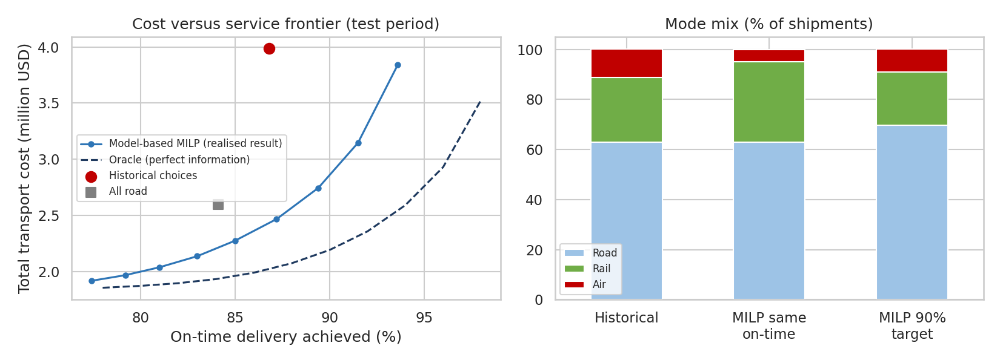 Cost versus service frontier (test period)
Total transport cost (million USD)
4.0
3.5
3.0
2.5
2.0
Model-based MILP (realised result)
Oracle (perfect information)
Historical choices
All road
80
85
90
95
On-time delivery achieved (%)
Mode mix (% of shipments)
100
80
60
40
20
0
Road
Rail
Air
Historical
MILP same
on-time
MILP 90%
target